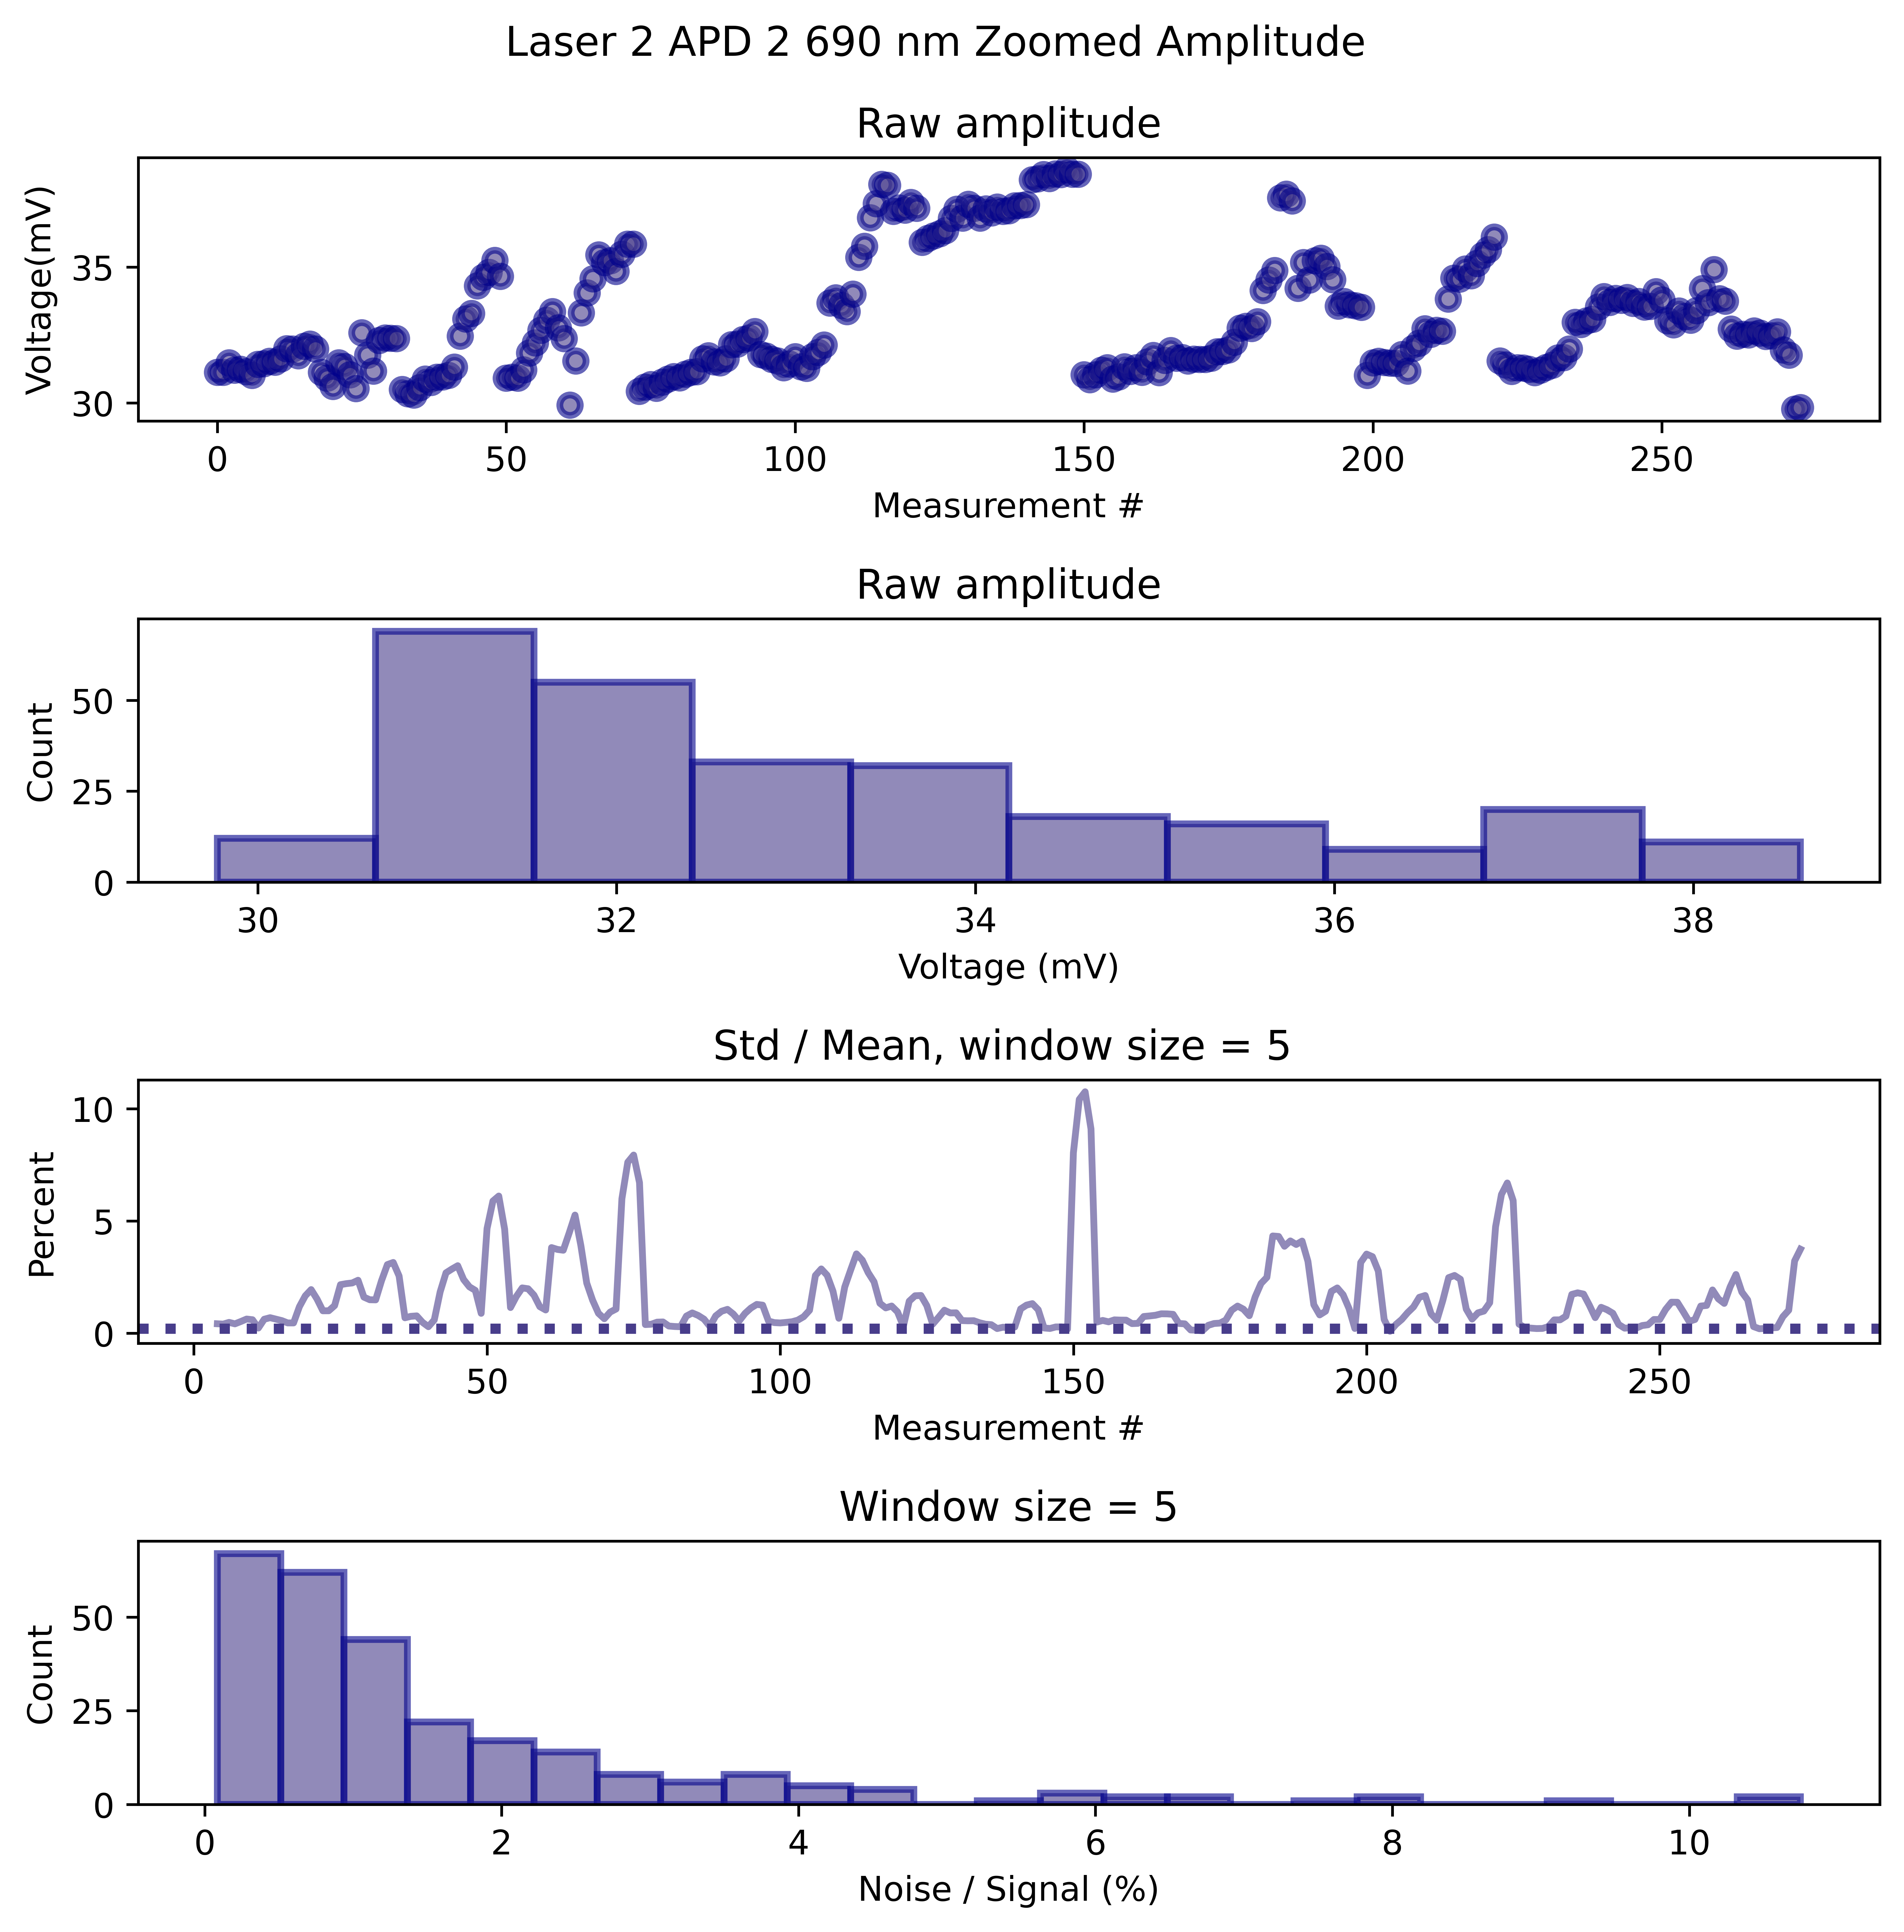 Laser 2 APD 2 690 nm Zoomed Amplitude
Raw amplitude
Voltage(mV)
35
30
0 50 100 150 200 250
Measurement #
Raw amplitude
Count
50
25
0
30 32 34 36 38
Voltage (mV)
Std / Mean, window size = 5
Percent
10
5
0
0 50 100 150 200 250
Measurement #
Window size = 5
Count
50
25
0
0 2 4 6 8 10
Noise / Signal (%)